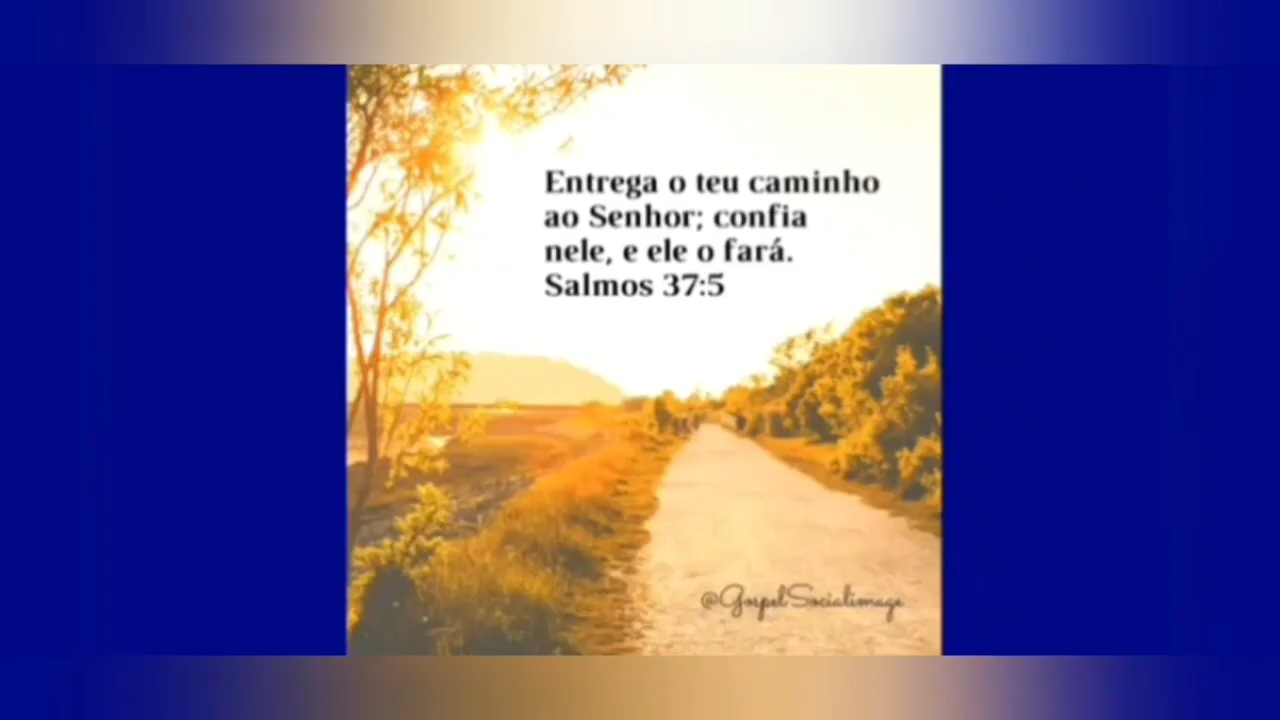 Entrega o teu caminho
ao Senhor; confia
nele, e ele o fará.
Salmos 37:5
@GospelSocialimage